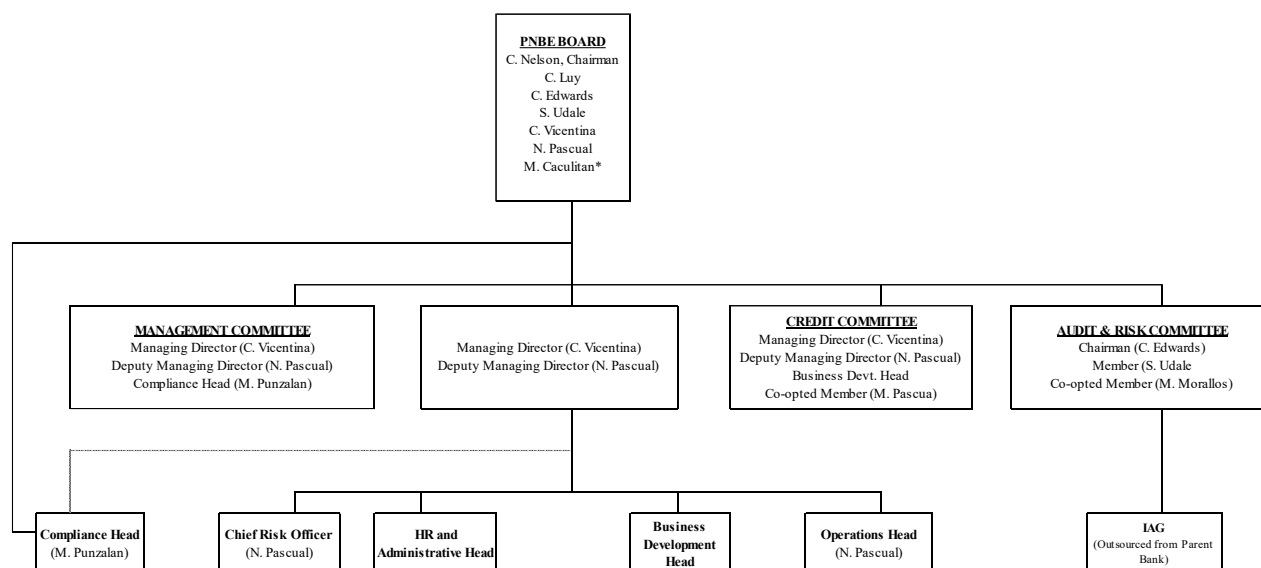 PNBE BOARD
C. Nelson, Chairman
C. Luy
C. Edwards
S. Udale
C. Vicentina
N. Pascual
M. Caculitan*
MANAGEMENT COMMITTEE
Managing Director (C. Vicentina)
Deputy Managing Director (N. Pascual)
Compliance Head (M. Punzalan)
Managing Director (C. Vicentina)
Deputy Managing Director (N. Pascual)
CREDIT COMMITTEE
Managing Director (C. Vicentina)
Deputy Managing Director (N. Pascual)
Business Devt. Head
Co-opted Member (M. Pascua)
AUDIT & RISK COMMITTEE
Chairman (C. Edwards)
Member (S. Udale
Co-opted Member (M. Morallos)
Compliance Head
(M. Punzalan)
Chief Risk Officer
(N. Pascual)
HR and
Administrative Head
Business
Development
Head
Operations Head
(N. Pascual)
IAG
(Outsourced from Parent
Bank)